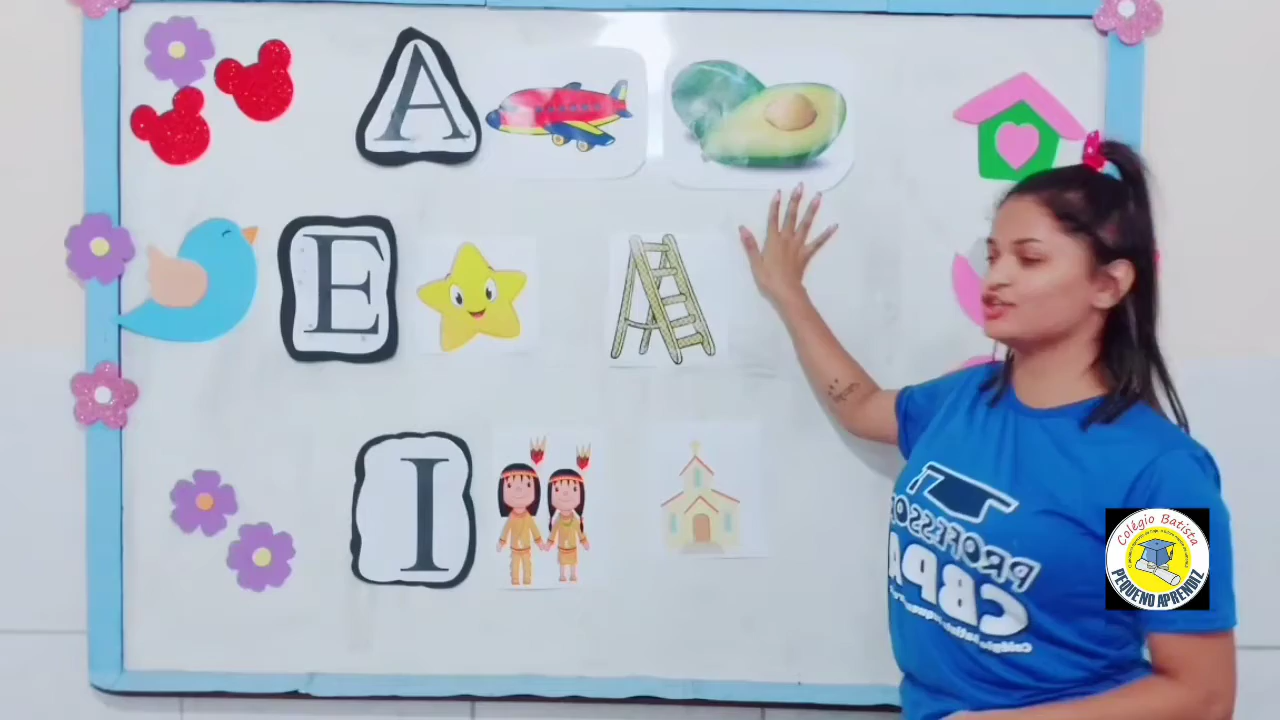 A
E
I
PROFESSOR
CBPA
Colégio Batista
PEQUENO APRENDIZ